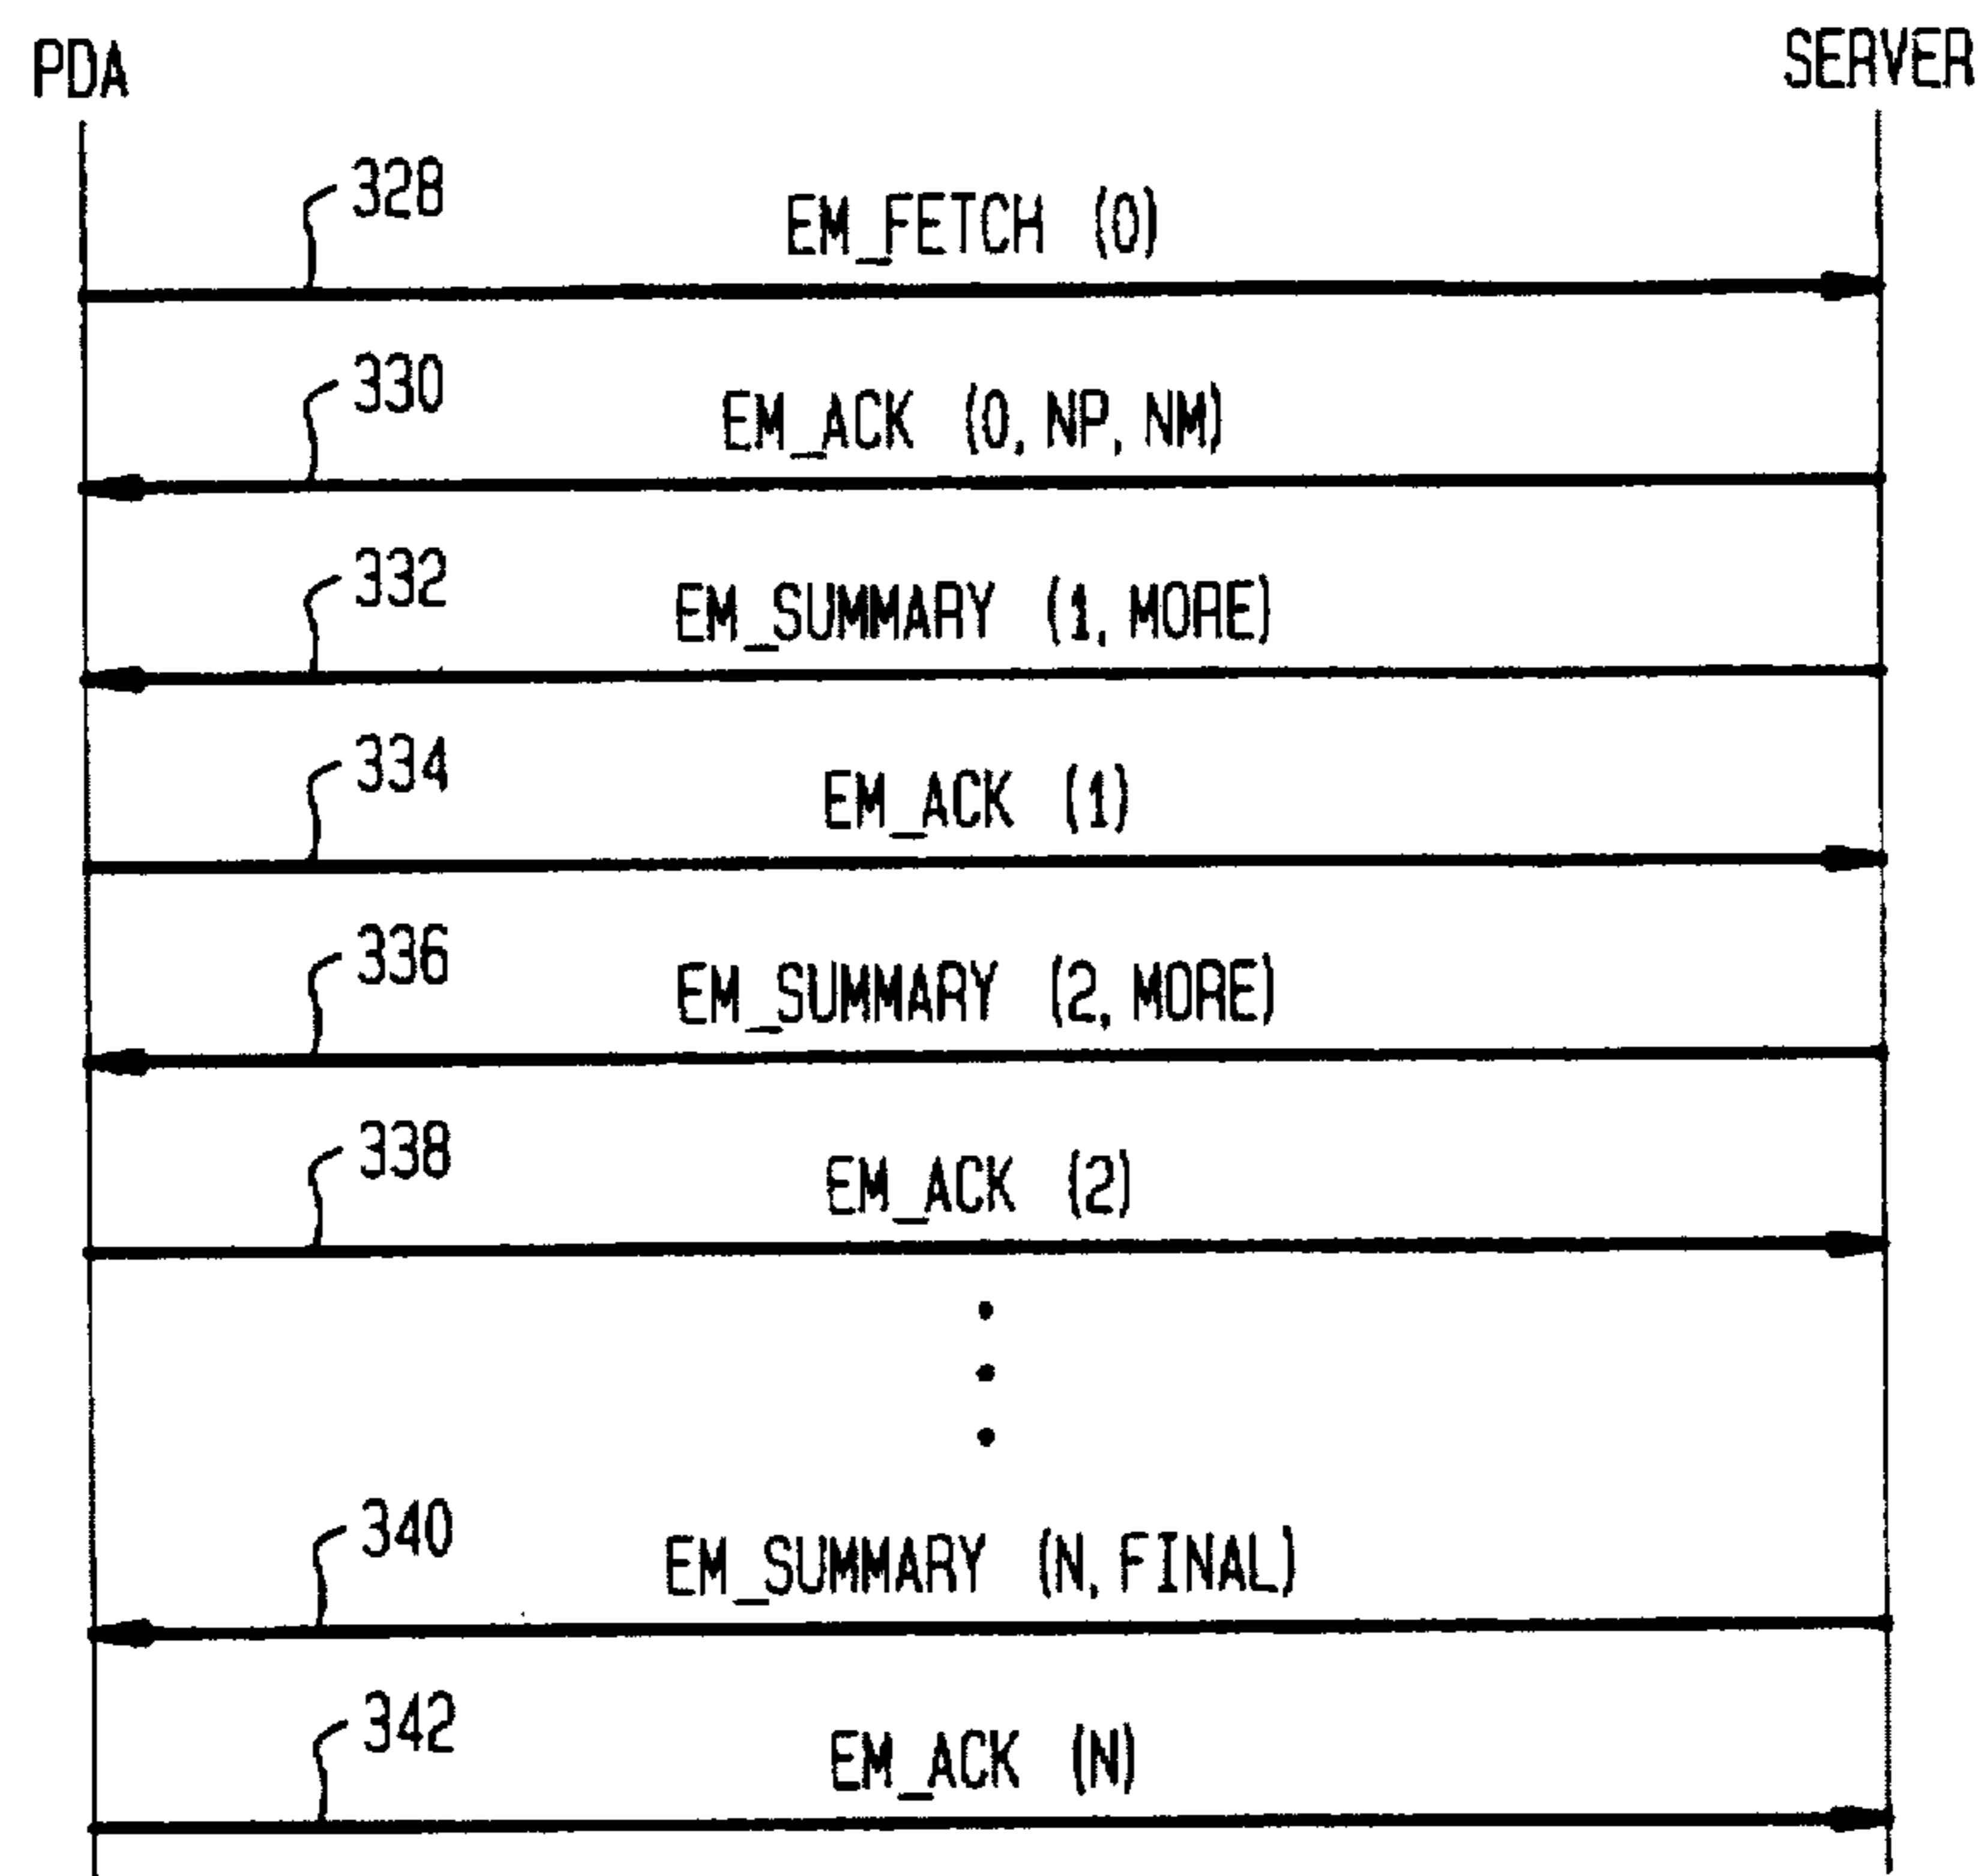 PDA SERVER
328
EM_FETCH (0)
330
EM_ACK (0, NP, NM)
332
EM_SUMMARY (1, MORE)
334
EM_ACK (1)
336
EM_SUMMARY (2, MORE)
338
EM_ACK (2)
340
EM_SUMMARY (N, FINAL)
342
EM_ACK (N)